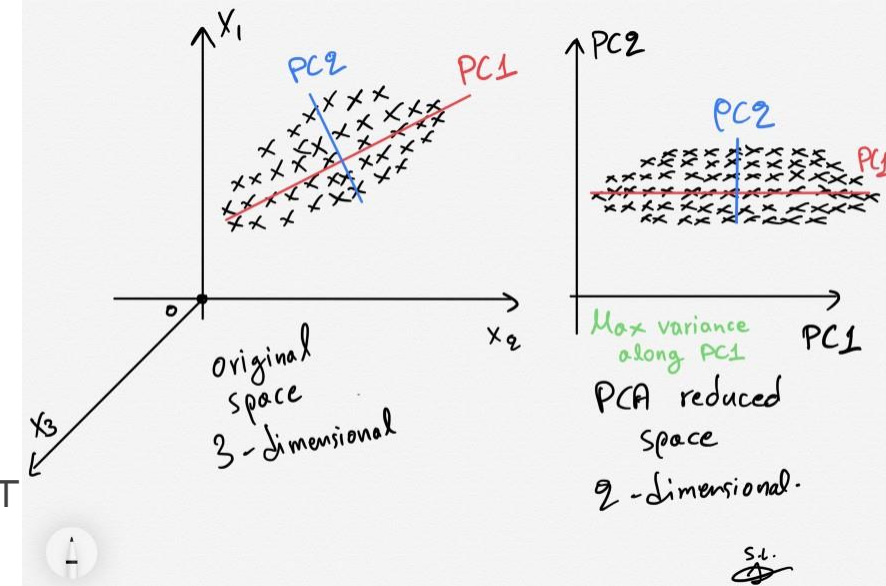 X1
PC2
PC1
0
X2
X3
original
space
3-dimensional
T
PC2
PC2
PC1
Max variance
along PC1
PC1
PCA reduced
space
2-dimensional.
S.L.